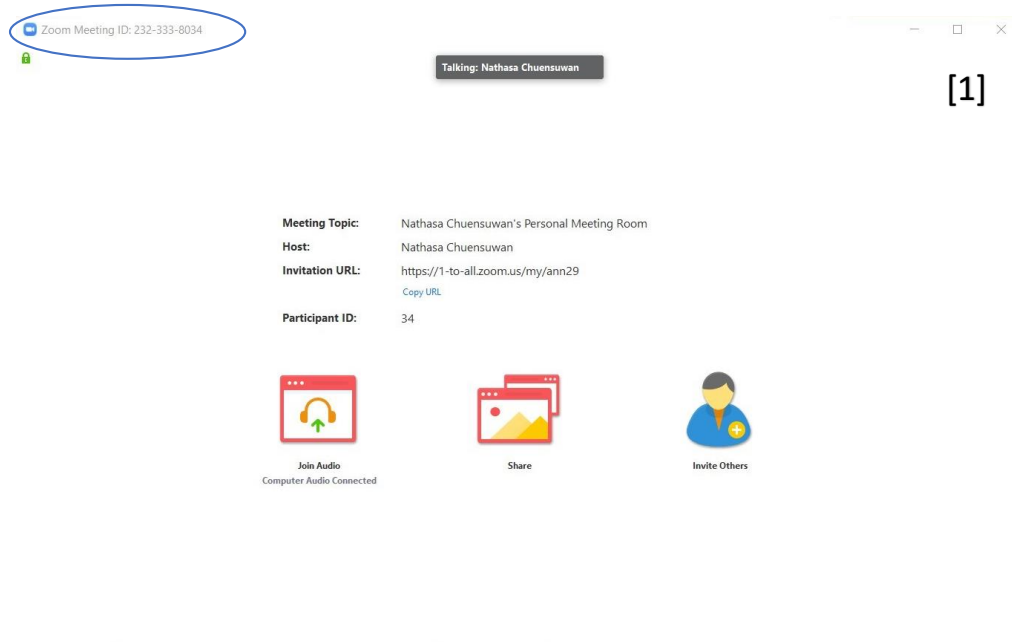 Zoom Meeting ID: 232-333-8034
Talking: Nathasa Chuensuwan
[1]
Meeting Topic: Nathasa Chuensuwan's Personal Meeting Room
Host: Nathasa Chuensuwan
Invitation URL: https://1-to-all.zoom.us/my/ann29
Copy URL
Participant ID: 34
Join Audio Share Invite Others
Computer Audio Connected